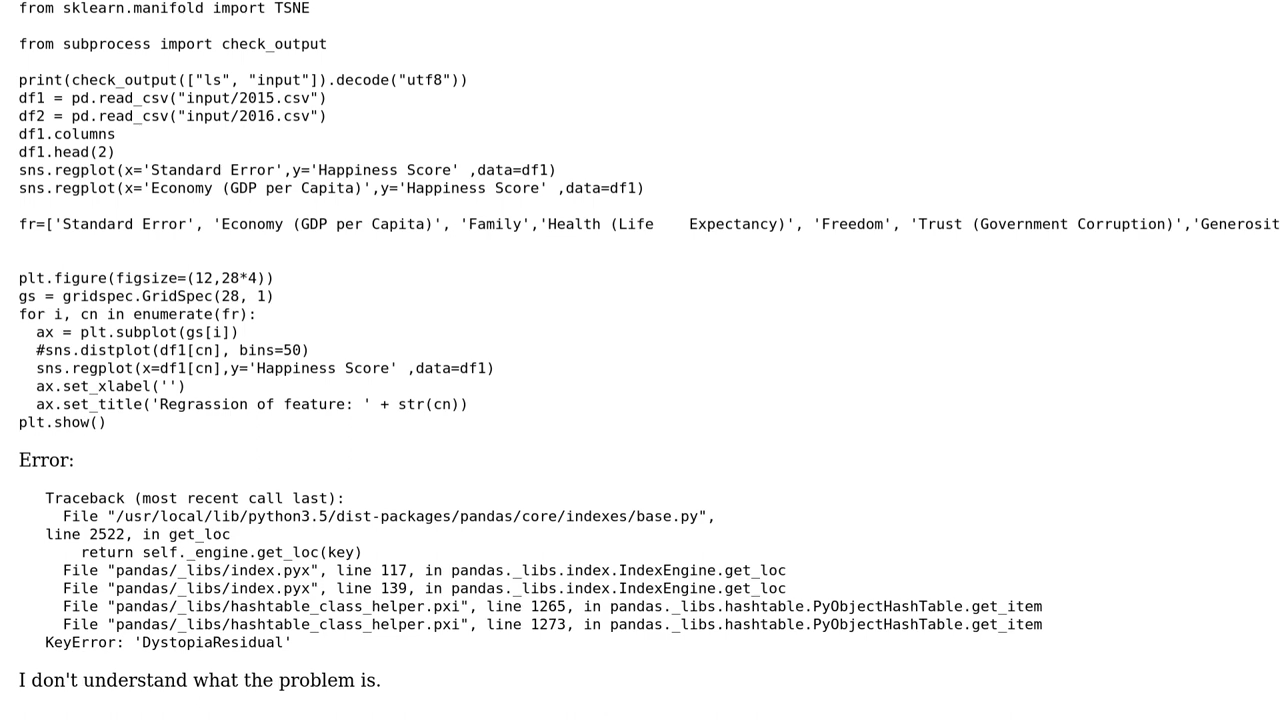 from sklearn.manifold import TSNE
from subprocess import check_output
print(check_output(["ls", "input"]).decode("utf8"))
df1 = pd.read_csv("input/2015.csv")
df2 = pd.read_csv("input/2016.csv")
df1.columns
df1.head(2)
sns.regplot(x='Standard Error',y='Happiness Score' ,data=df1)
sns.regplot(x='Economy (GDP per Capita)',y='Happiness Score' ,data=df1)
fr=['Standard Error', 'Economy (GDP per Capita)', 'Family','Health (Life    Expectancy)', 'Freedom', 'Trust (Government Corruption)','Generosit
plt.figure(figsize=(12,28*4))
gs = gridspec.GridSpec(28, 1)
for i, cn in enumerate(fr):
  ax = plt.subplot(gs[i])
  #sns.distplot(df1[cn], bins=50)
  sns.regplot(x=df1[cn],y='Happiness Score' ,data=df1)
  ax.set_xlabel('')
  ax.set_title('Regrassion of feature: ' + str(cn))
plt.show()
Error:
Traceback (most recent call last):
  File "/usr/local/lib/python3.5/dist-packages/pandas/core/indexes/base.py",
line 2522, in get_loc
    return self._engine.get_loc(key)
  File "pandas/_libs/index.pyx", line 117, in pandas._libs.index.IndexEngine.get_loc
  File "pandas/_libs/index.pyx", line 139, in pandas._libs.index.IndexEngine.get_loc
  File "pandas/_libs/hashtable_class_helper.pxi", line 1265, in pandas._libs.hashtable.PyObjectHashTable.get_item
  File "pandas/_libs/hashtable_class_helper.pxi", line 1273, in pandas._libs.hashtable.PyObjectHashTable.get_item
KeyError: 'DystopiaResidual'
I don't understand what the problem is.